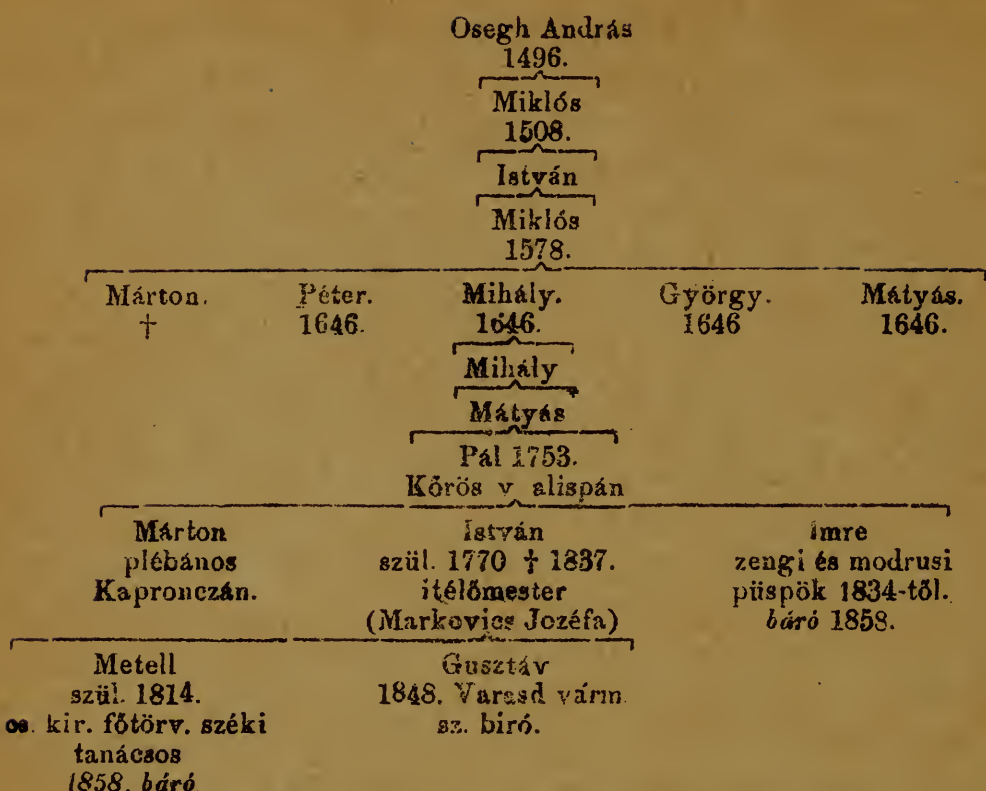 Osegh András
1496.
Miklós
1508.
István
Miklós
1578.
Márton. Péter. Mihály. György. Mátyás.
† 1646. 1646. 1646 1646.
Mihály
Mátyás
Pál 1753.
Kőrös v alispán
Márton István Imre
plébános szül. 1770 † 1837. zengi és modrusi
Kapronczán. itélőmester püspök 1834-től.
(Markovics Jozéfa) báró 1858.
Metell Gusztáv
szül. 1814. 1848. Varasd várm.
os. kir. főtörv. széki sz. biró.
tanácsos
1858. báró